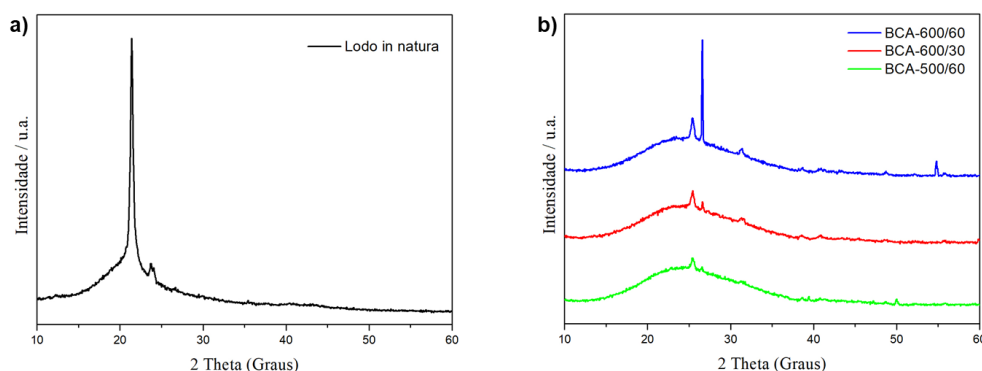 a)
Lodo in natura
Intensidade / u.a.
10 20 30 40 50 60
2 Theta (Graus)
b)
BCA-600/60
BCA-600/30
BCA-500/60
Intensidade / u.a.
10 20 30 40 50 60
2 Theta (Graus)